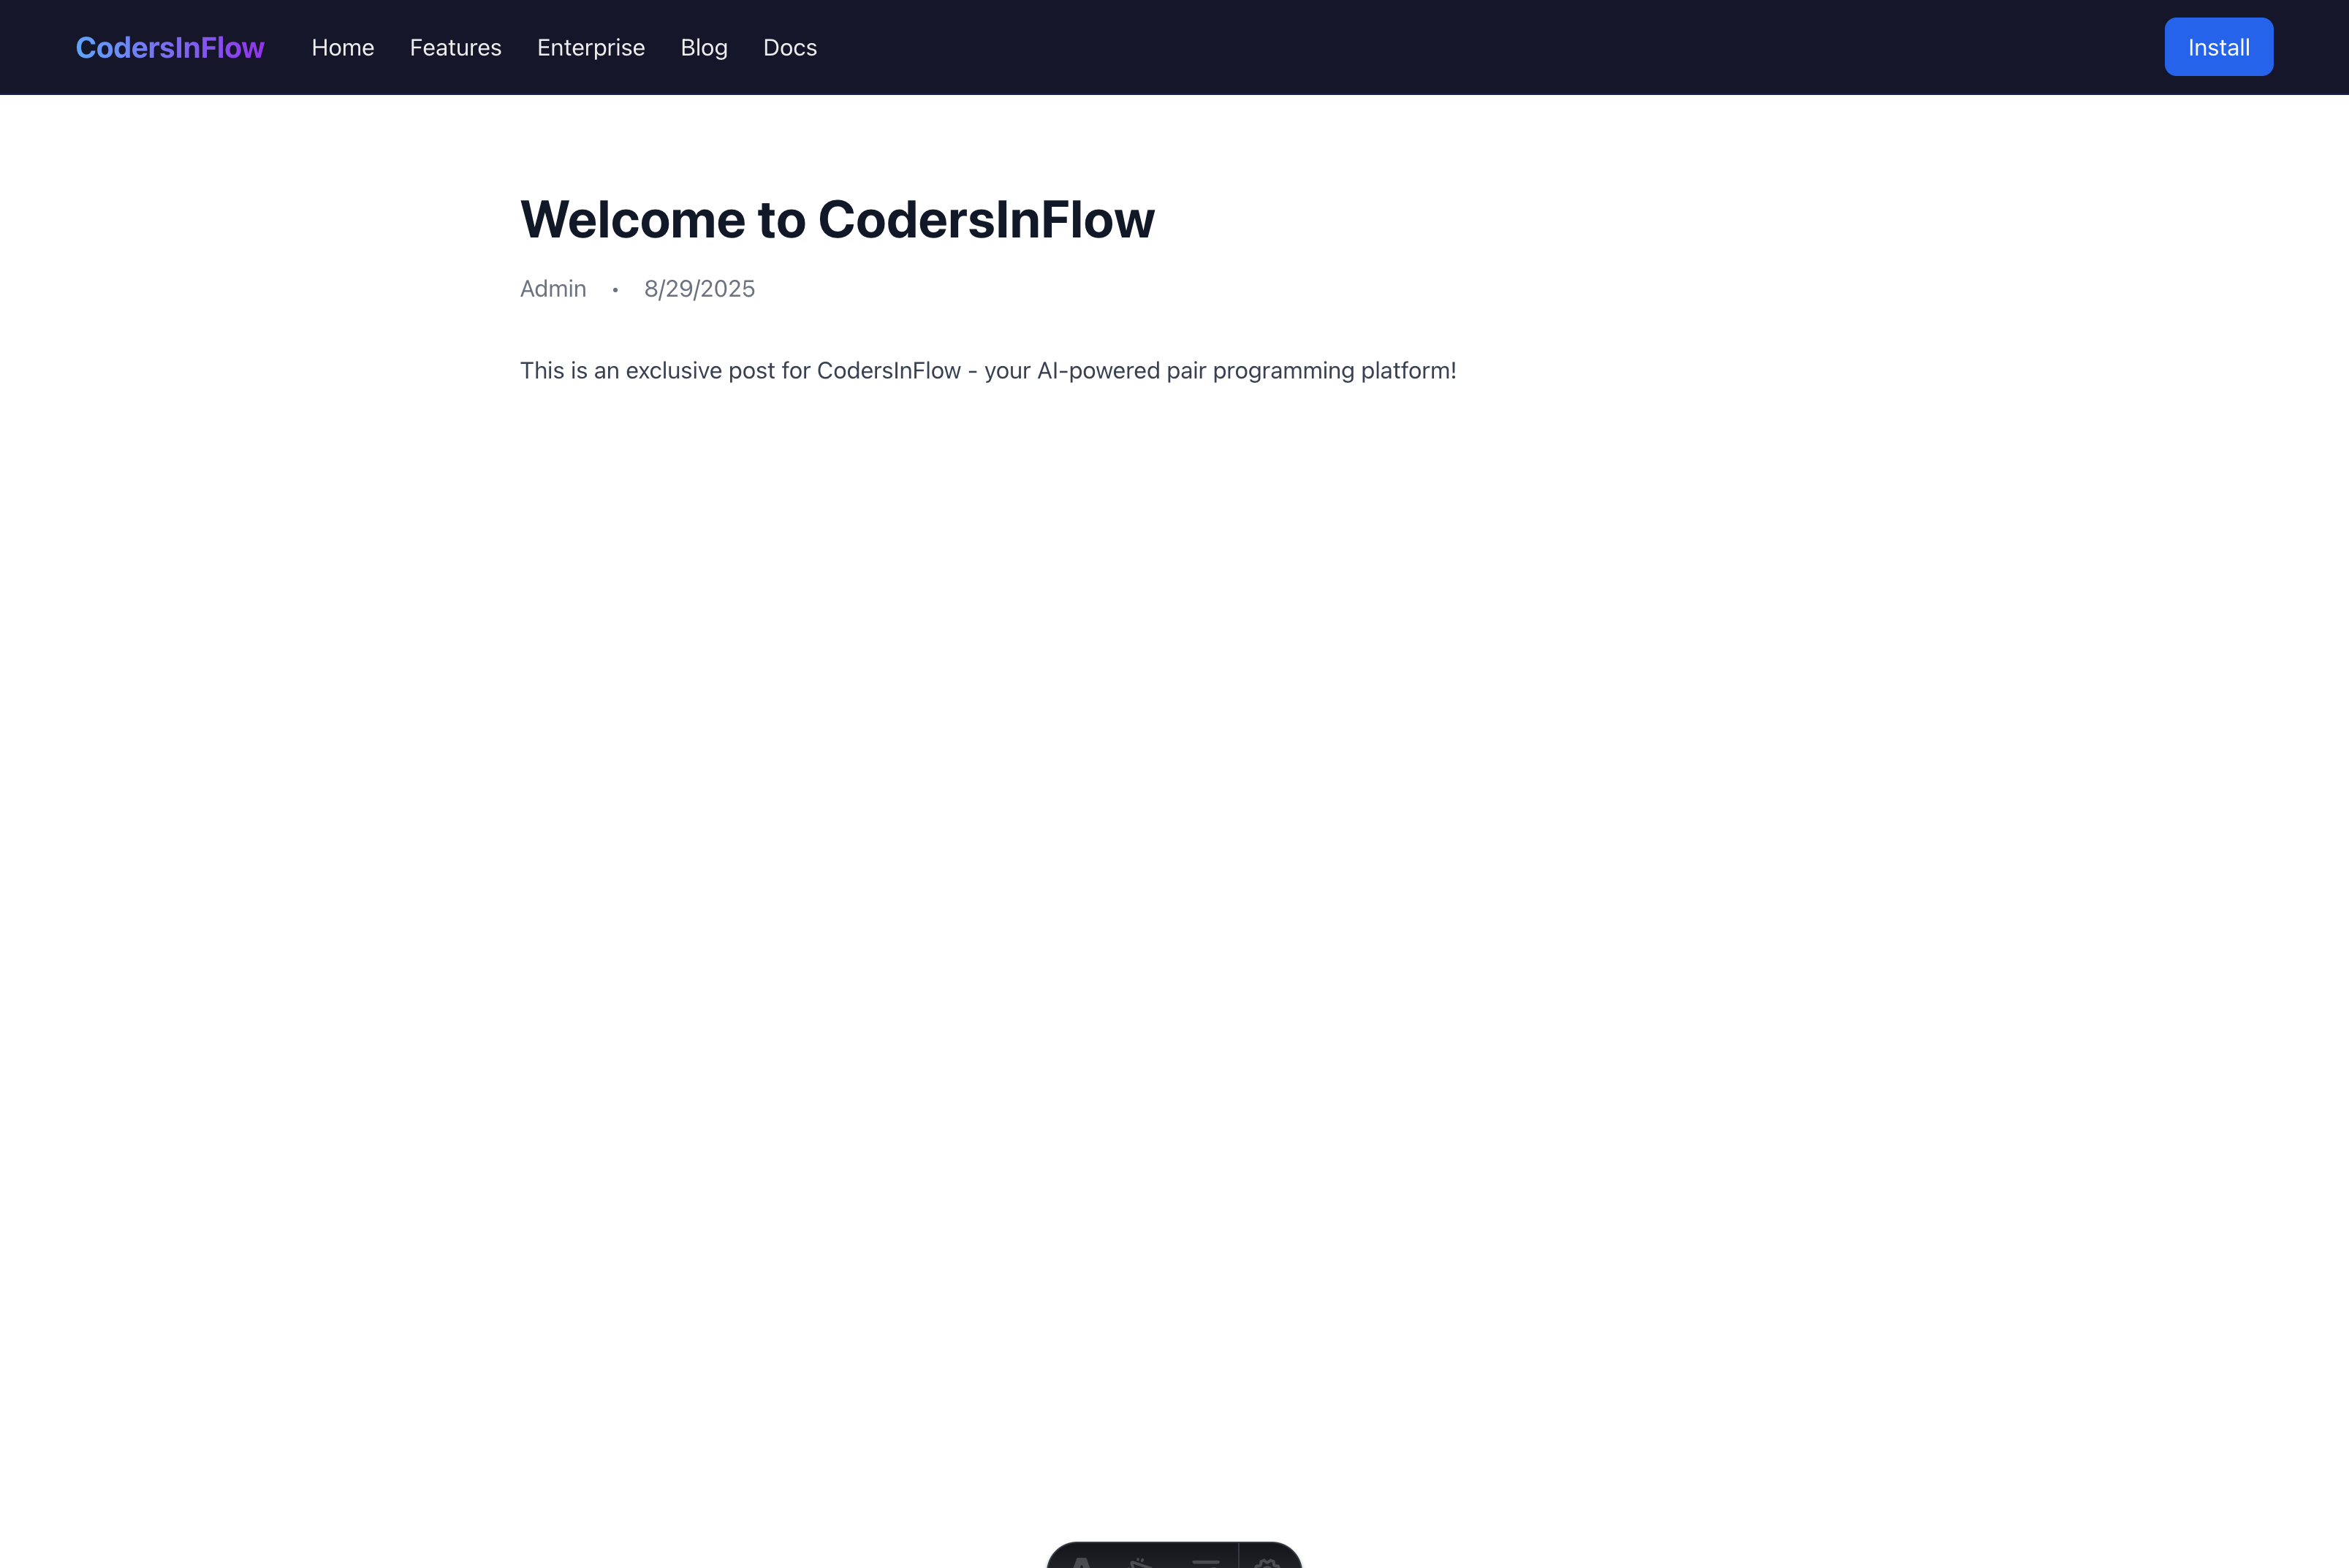 CodersInFlow Home Features Enterprise Blog Docs Install
Welcome to CodersInFlow
Admin • 8/29/2025
This is an exclusive post for CodersInFlow - your AI-powered pair programming platform!